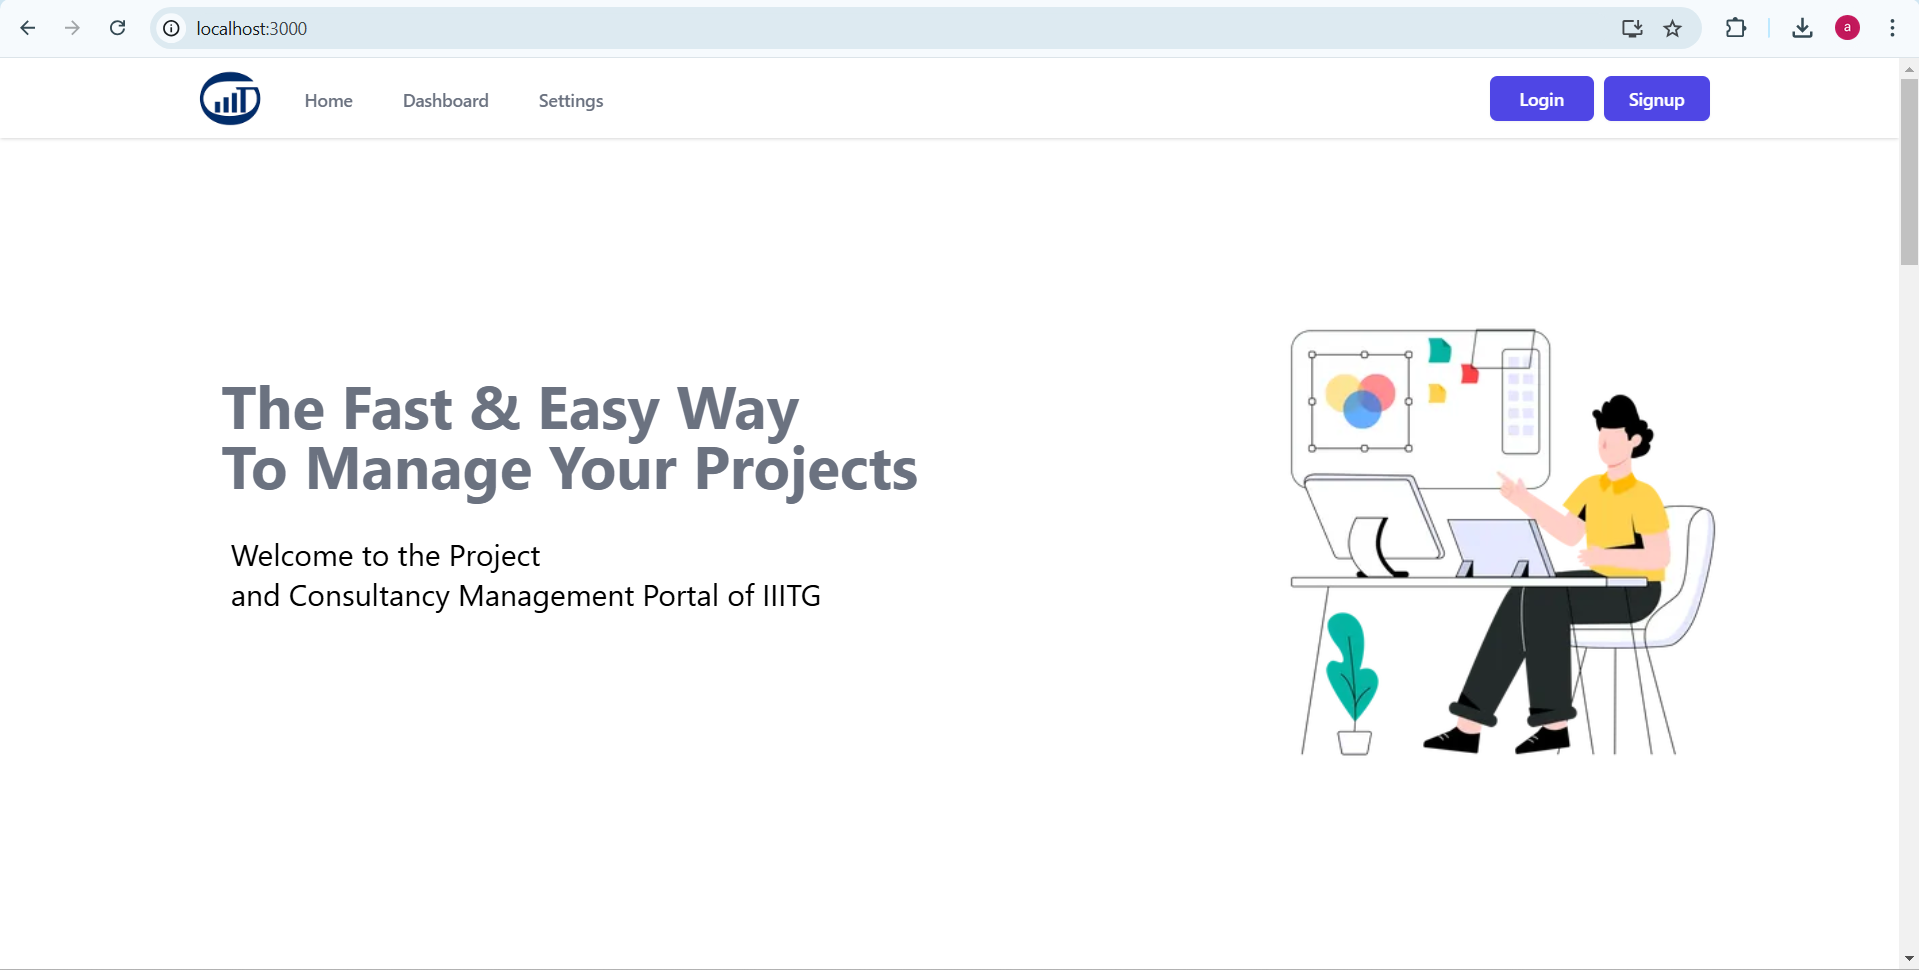 localhost:3000
a
Home Dashboard Settings Login Signup
The Fast & Easy Way
To Manage Your Projects
Welcome to the Project
and Consultancy Management Portal of IIITG